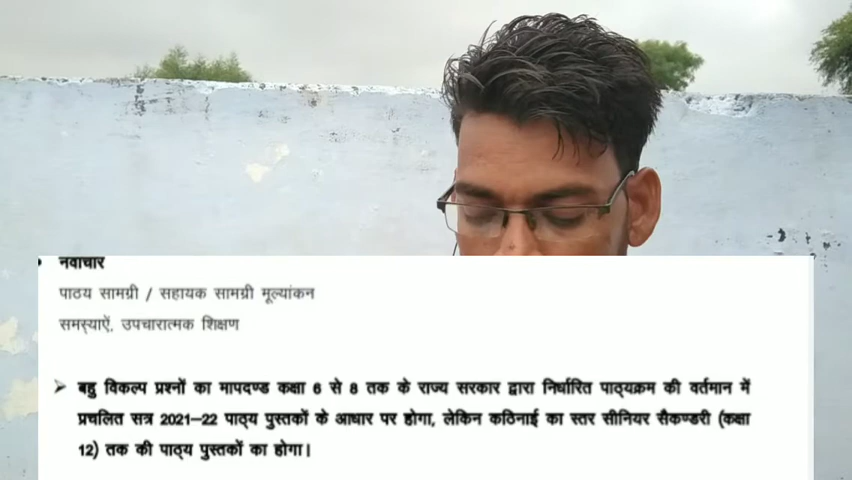 नवाचार
पाठय सामग्री / सहायक सामग्री मूल्यांकन
समस्याऐं, उपचारात्मक शिक्षण
➢ बहु विकल्प प्रश्नों का मापदण्ड कक्षा 6 से 8 तक के राज्य सरकार द्वारा निर्धारित पाठ्यक्रम की वर्तमान में
प्रचलित सत्र 2021–22 पाठ्य पुस्तकों के आधार पर होगा, लेकिन कठिनाई का स्तर सीनियर सैकण्डरी (कक्षा
12) तक की पाठ्य पुस्तकों का होगा।